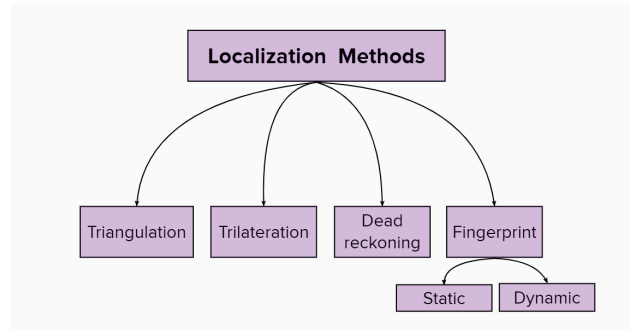 Localization Methods
Triangulation
Trilateration
Dead
reckoning
Fingerprint
Static
Dynamic